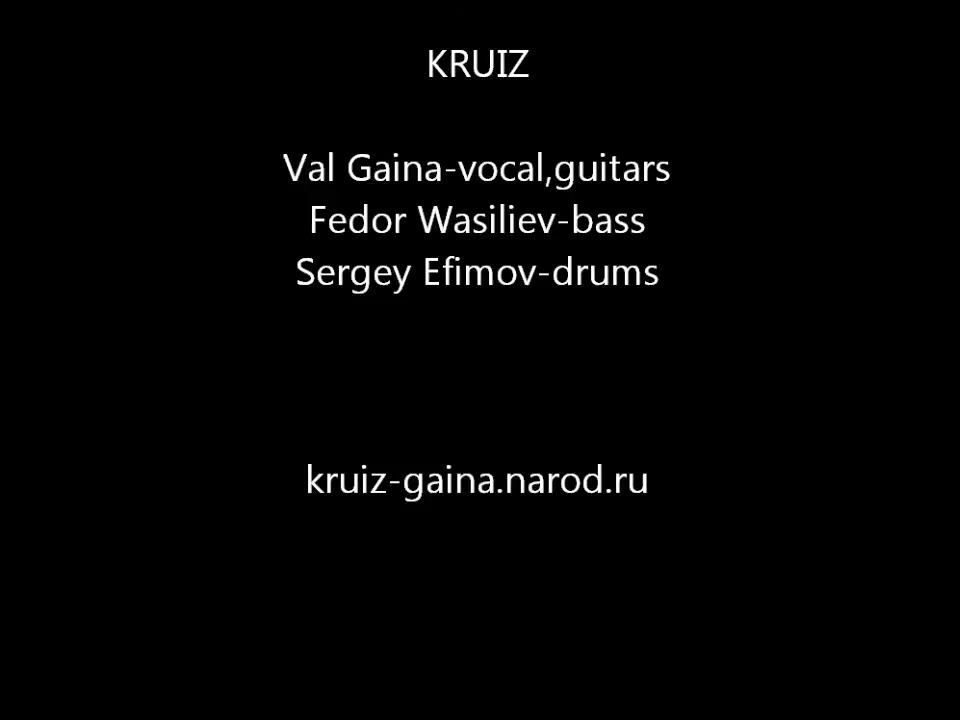 KRUIZ
Val Gaina-vocal,guitars
Fedor Wasiliev-bass
Sergey Efimov-drums
kruiz-gaina.narod.ru